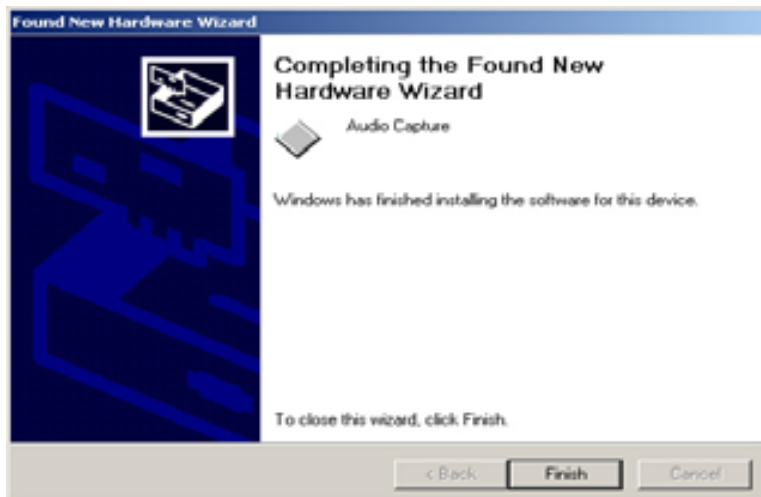 Found New Hardware Wizard
Completing the Found New
Hardware Wizard
Audio Capture
Windows has finished installing the software for this device.
To close this wizard, click Finish.
< Back
Finish
Cancel